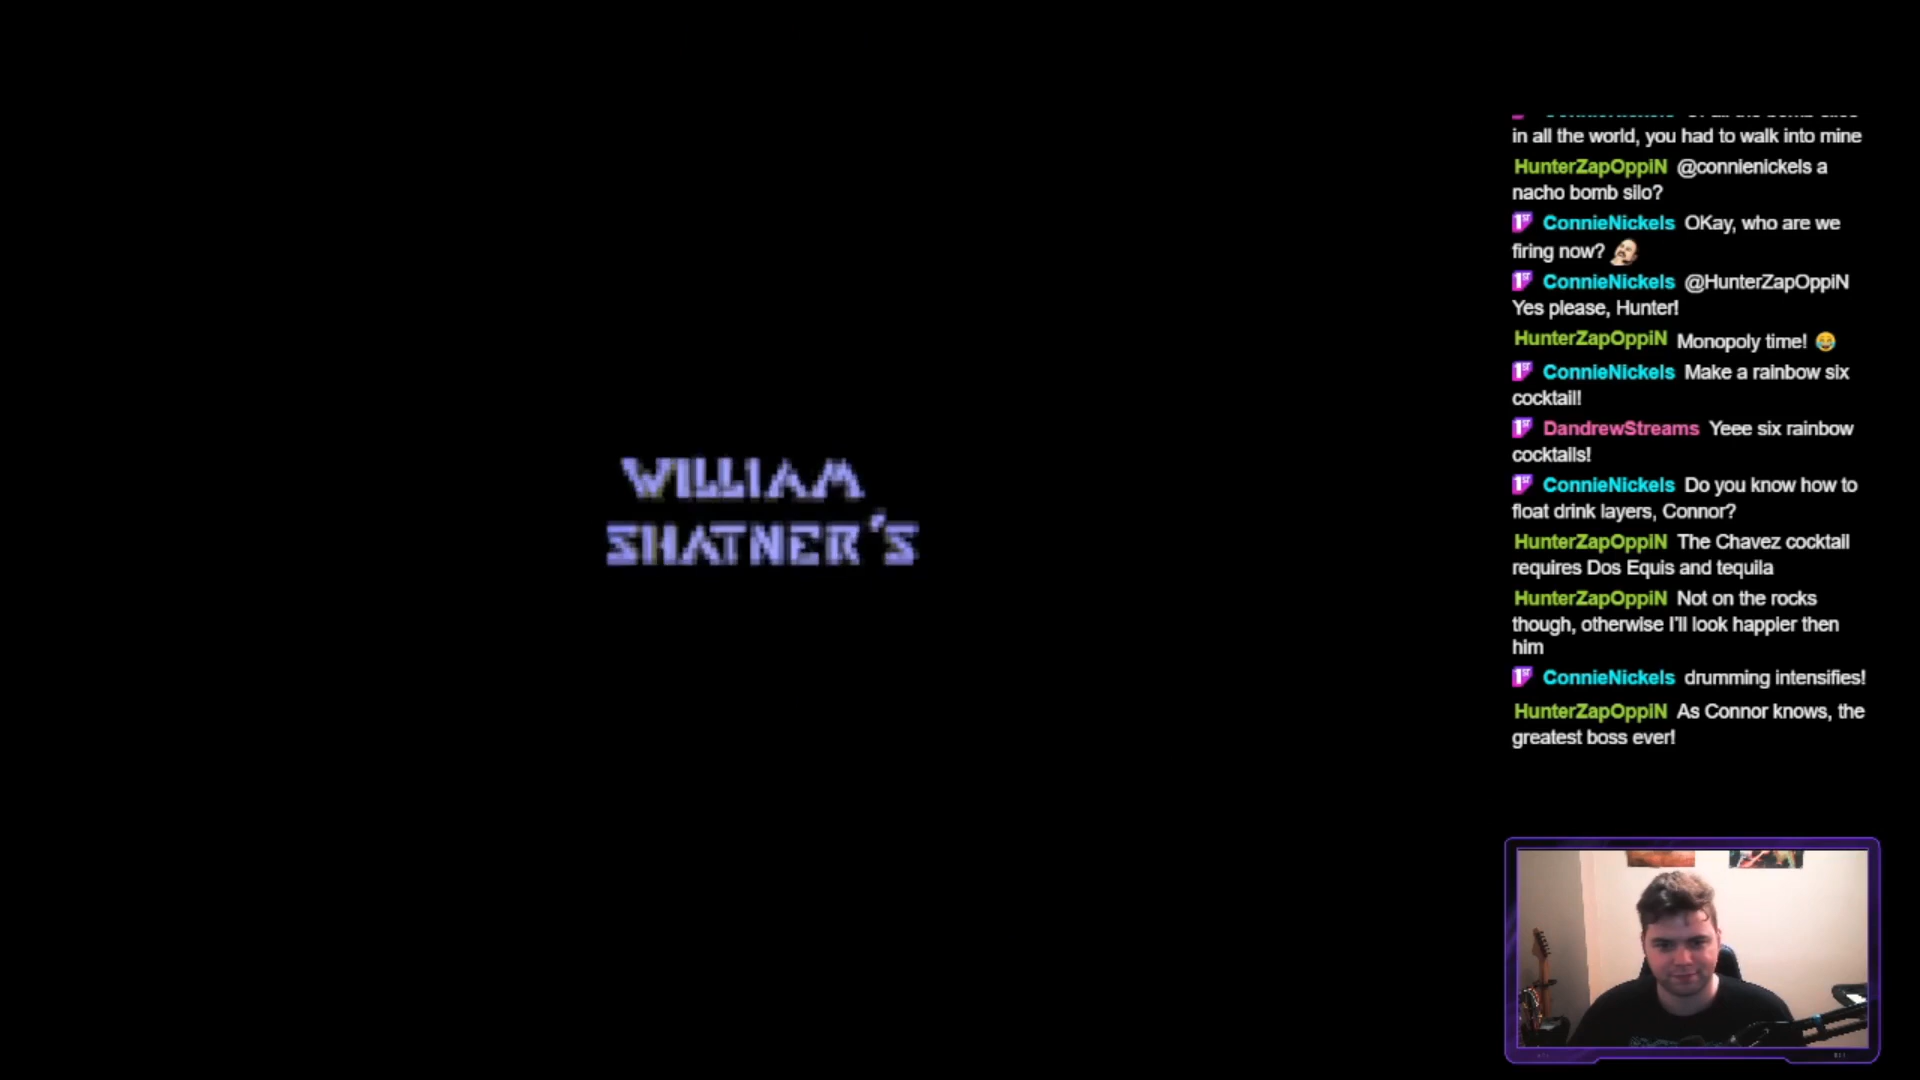 WILLIAM
SHATNER'S
in all the world, you had to walk into mine
HunterZapOppiN @connienickels a
nacho bomb silo?
ConnieNickels OKay, who are we
firing now?
ConnieNickels @HunterZapOppiN
Yes please, Hunter!
HunterZapOppiN Monopoly time!
ConnieNickels Make a rainbow six
cocktail!
DandrewStreams Yeee six rainbow
cocktails!
ConnieNickels Do you know how to
float drink layers, Connor?
HunterZapOppiN The Chavez cocktail
requires Dos Equis and tequila
HunterZapOppiN Not on the rocks
though, otherwise I'll look happier then
him
ConnieNickels drumming intensifies!
HunterZapOppiN As Connor knows, the
greatest boss ever!